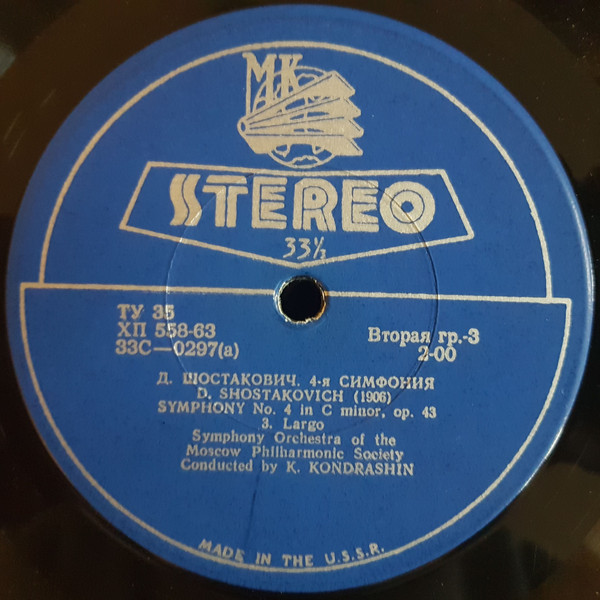 МК
STEREO
33⅓
ТУ 35
ХП 558-63
33С—0297(а)
Вторая гр.-3
2-00
Д. ШОСТАКОВИЧ. 4-я СИМФОНИЯ
D. SHOSTAKOVICH (1906)
SYMPHONY No. 4 in C minor, op. 43
3. Largo
Symphony Orchestra of the
Moscow Philharmonic Society
Conducted by K. KONDRASHIN
MADE IN THE U.S.S.R.